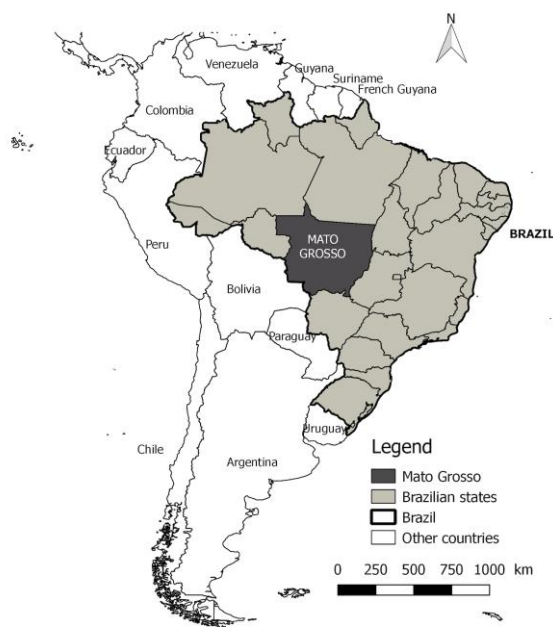 N
Venezuela
Guyana
Suriname
French Guyana
Colombia
Ecuador
MATO
GROSSO
BRAZIL
Peru
Bolivia
Paraguay
Uruguay
Chile
Argentina
Legend
Mato Grosso
Brazilian states
Brazil
Other countries
0 250 500 750 1000 km